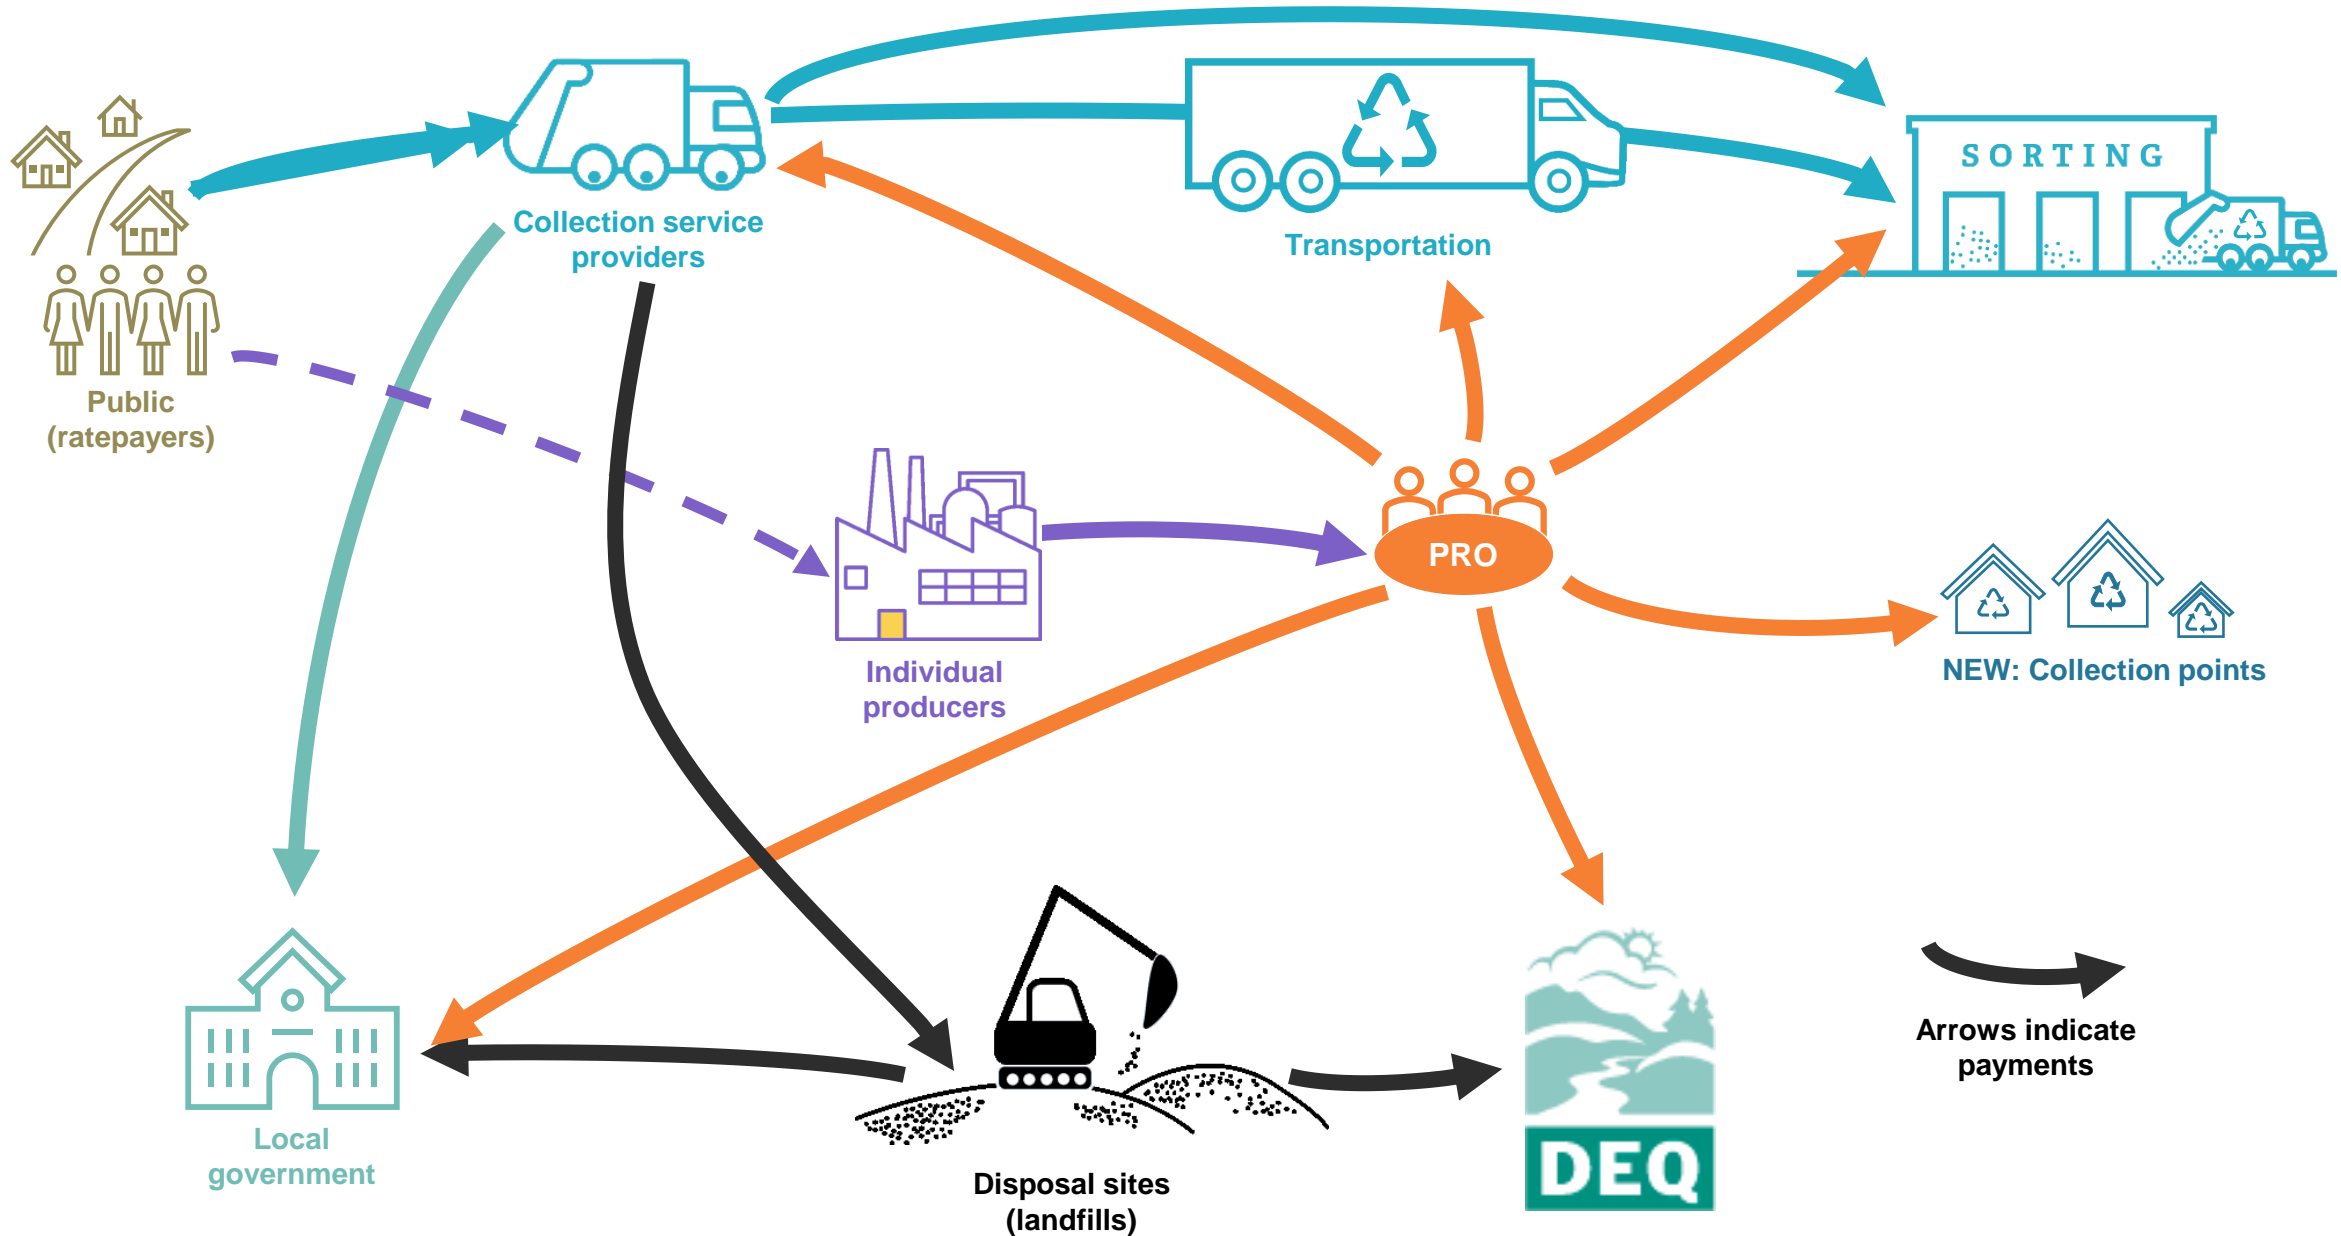 SORTING
Collection service
providers
Transportation
Public
(ratepayers)
PRO
Individual
producers
NEW: Collection points
Arrows indicate
payments
Local
government
DEQ
Disposal sites
(landfills)